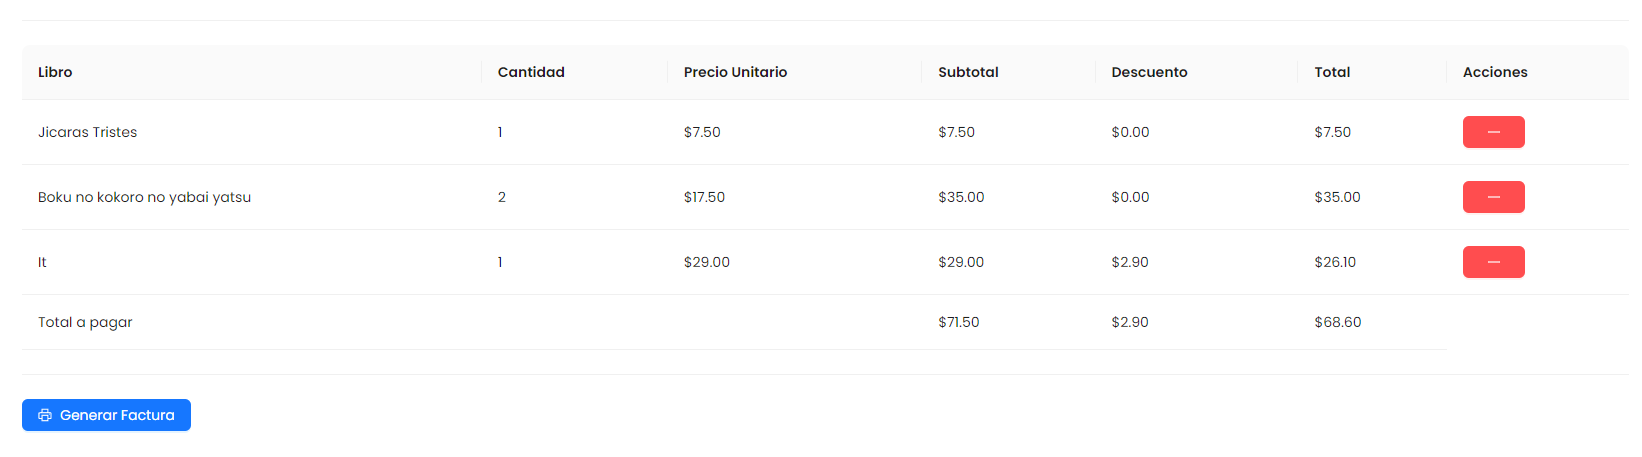 Libro Cantidad Precio Unitario Subtotal Descuento Total Acciones
Jicaras Tristes 1 $7.50 $7.50 $0.00 $7.50
Boku no kokoro no yabai yatsu 2 $17.50 $35.00 $0.00 $35.00
It 1 $29.00 $29.00 $2.90 $26.10
Total a pagar $71.50 $2.90 $68.60
Generar Factura